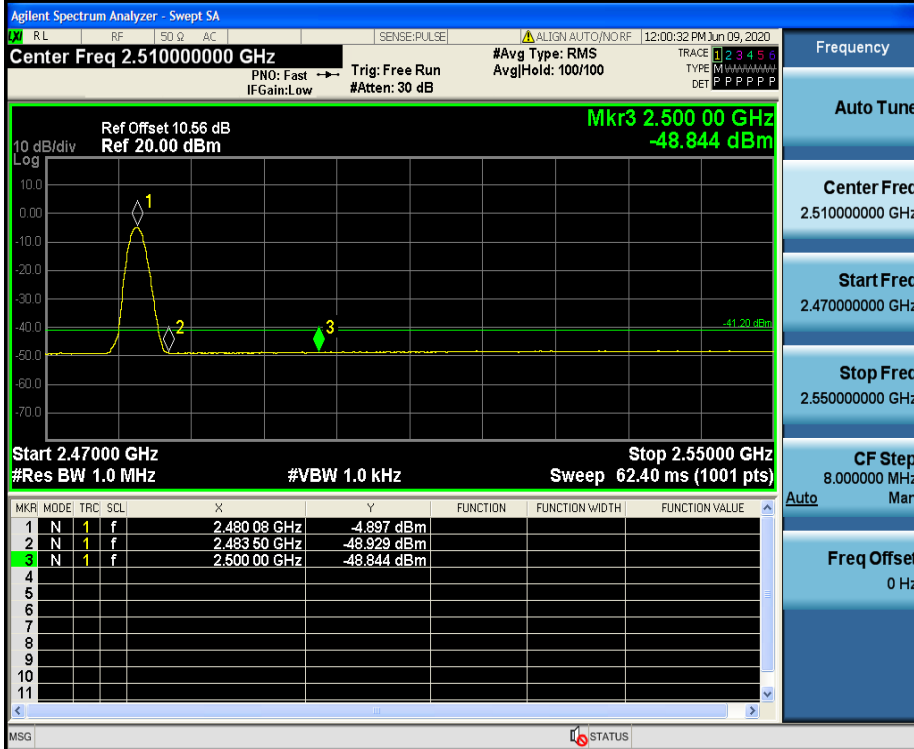 Agilent Spectrum Analyzer - Swept SA
LXI RL RF 50 Ω AC SENSE:PULSE ALIGN AUTO/NO RF 12:00:32 PM Jun 09, 2020
Center Freq 2.510000000 GHz
PNO: Fast
IFGain:Low
Trig: Free Run
#Atten: 30 dB
#Avg Type: RMS
Avg|Hold: 100/100
TRACE 1 2 3 4 5 6
TYPE M WWWWW
DET P P P P P P
Mkr3 2.500 00 GHz
-48.844 dBm
Ref Offset 10.56 dB
10 dB/div Ref 20.00 dBm
Log
10.0
0.00
-10.0
-20.0
-30.0
-40.0
-50.0
-60.0
-70.0
1
2
3
-41.20 dBm
Start 2.47000 GHz Stop 2.55000 GHz
#Res BW 1.0 MHz #VBW 1.0 kHz Sweep 62.40 ms (1001 pts)
MKR MODE TRC SCL X Y FUNCTION FUNCTION WIDTH FUNCTION VALUE
1 N 1 f 2.480 08 GHz -4.897 dBm
2 N 1 f 2.483 50 GHz -48.929 dBm
3 N 1 f 2.500 00 GHz -48.844 dBm
4
5
6
7
8
9
10
11
MSG STATUS
Frequency
Auto Tune
Center Freq
2.510000000 GHz
Start Freq
2.470000000 GHz
Stop Freq
2.550000000 GHz
CF Step
8.000000 MHz
Auto Man
Freq Offset
0 Hz